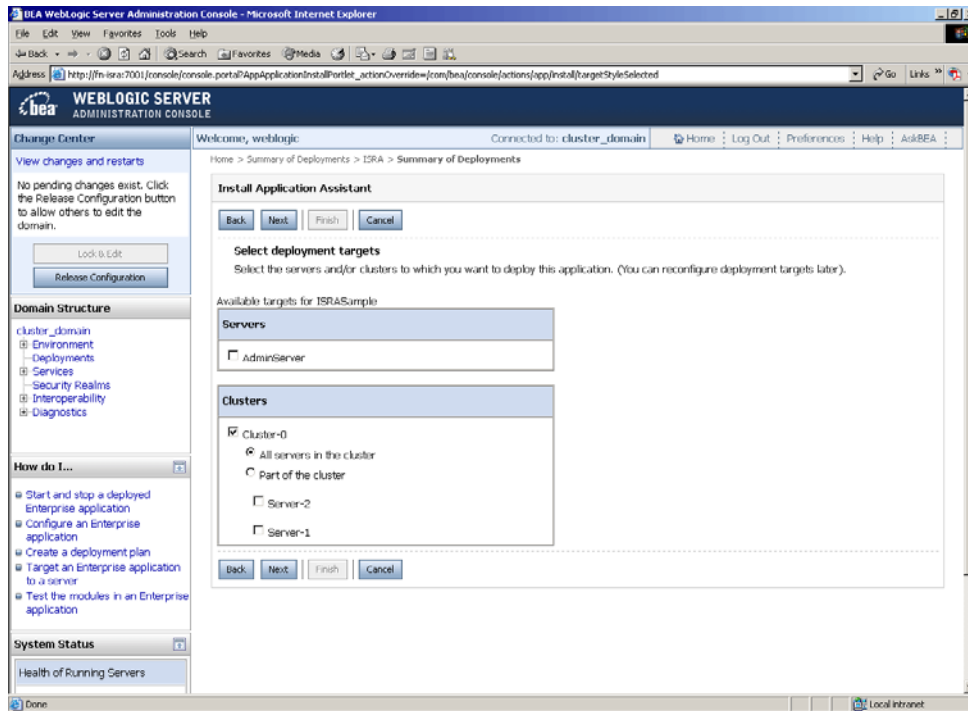 BEA WebLogic Server Administration Console - Microsoft Internet Explorer
File Edit View Favorites Tools Help
Back Search Favorites Media
Address http://fn-isra:7001/console/console.portal?AppApplicationInstallPortlet_actionOverride=/com/bea/console/actions/app/install/targetStyleSelected Go Links »
bea WEBLOGIC SERVER
ADMINISTRATION CONSOLE
Change Center
View changes and restarts
No pending changes exist. Click
the Release Configuration button
to allow others to edit the
domain.
Lock & Edit
Release Configuration
Domain Structure
cluster_domain
Environment
Deployments
Services
Security Realms
Interoperability
Diagnostics
How do I...
Start and stop a deployed
Enterprise application
Configure an Enterprise
application
Create a deployment plan
Target an Enterprise application
to a server
Test the modules in an Enterprise
application
System Status
Health of Running Servers
Welcome, weblogic Connected to: cluster_domain Home Log Out Preferences Help AskBEA
Home > Summary of Deployments > ISRA > Summary of Deployments
Install Application Assistant
Back Next Finish Cancel
Select deployment targets
Select the servers and/or clusters to which you want to deploy this application. (You can reconfigure deployment targets later).
Available targets for ISRASample
Servers
AdminServer
Clusters
Cluster-0
All servers in the cluster
Part of the cluster
Server-2
Server-1
Back Next Finish Cancel
Done Local intranet